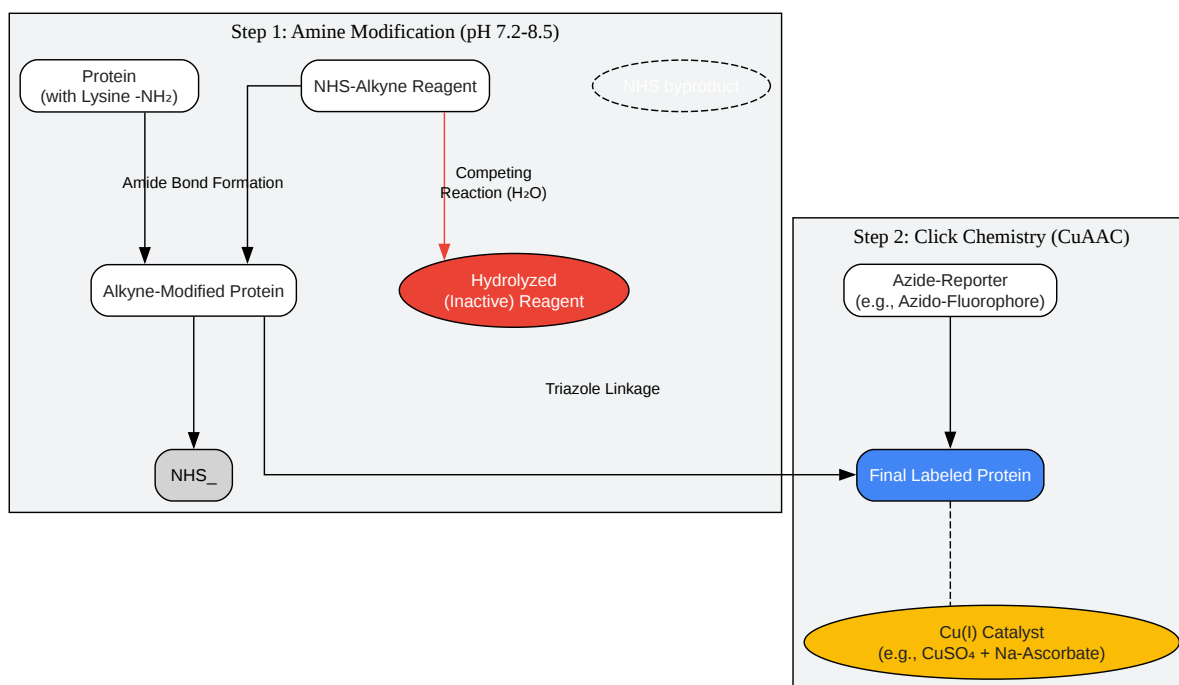 Step 1: Amine Modification (pH 7.2-8.5)
Protein
(with Lysine -NH₂)
NHS-Alkyne Reagent
NHS byproduct
Amide Bond Formation
Competing
Reaction (H₂O)
Alkyne-Modified Protein
Hydrolyzed
(Inactive) Reagent
Triazole Linkage
NHS_
Step 2: Click Chemistry (CuAAC)
Azide-Reporter
(e.g., Azido-Fluorophore)
Final Labeled Protein
Cu(I) Catalyst
(e.g., CuSO₄ + Na-Ascorbate)